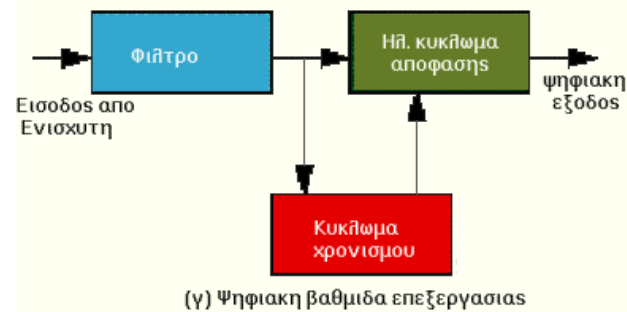 Φιλτρο
Ηλ. κυκλωμα
αποφασης
Εισοδος απο
Ενισχυτη
ψηφιακη
εξοδος
Κυκλωμα
χρονισμου
(γ) Ψηφιακη βαθμιδα επεξεργασιας